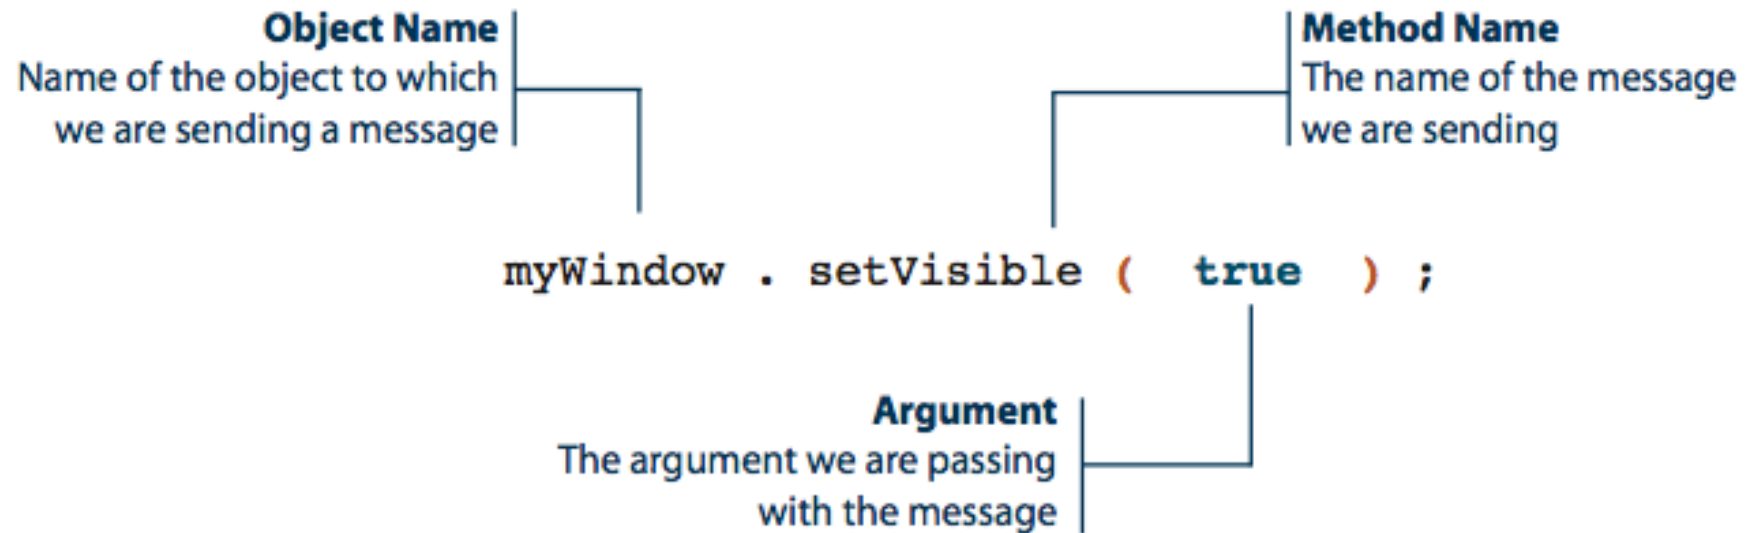 Object Name
Name of the object to which
we are sending a message
Method Name
The name of the message
we are sending
myWindow . setVisible ( true ) ;
Argument
The argument we are passing
with the message